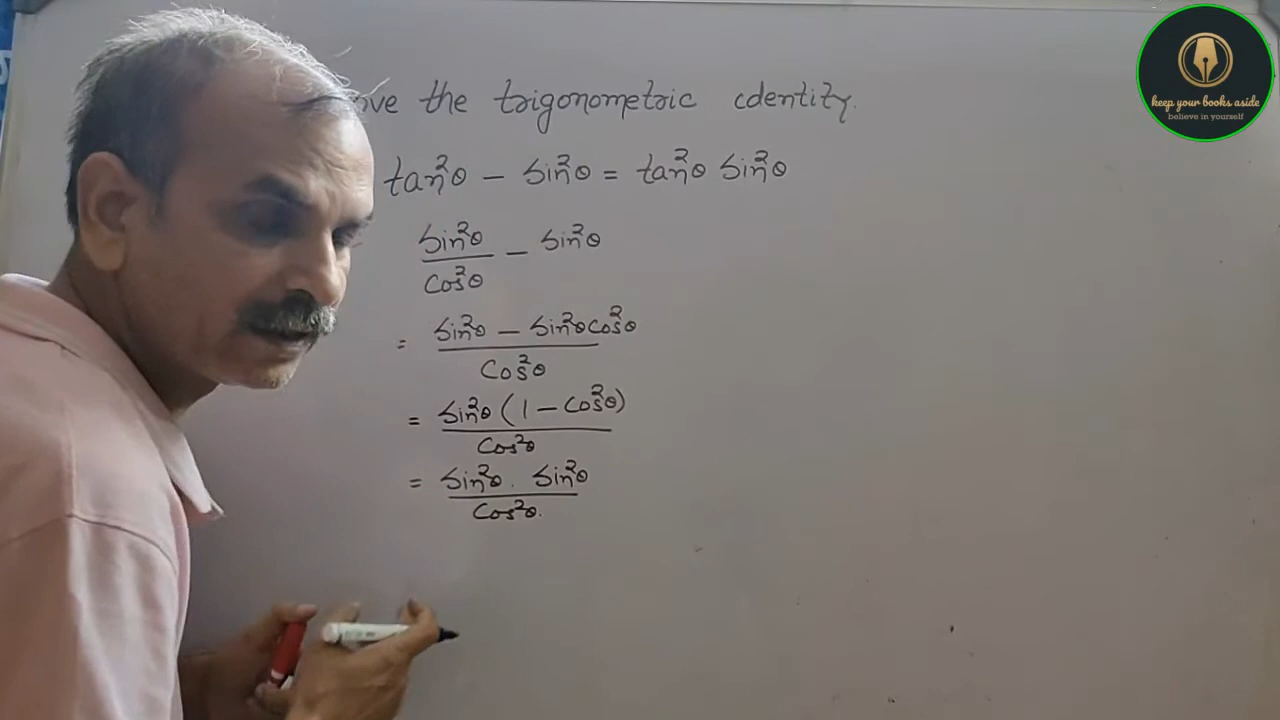 ove the trigonometric cdentity.
tan²θ − sin²θ = tan²θ sin²θ
sin²θ/cos²θ − sin²θ
= sin²θ − sin²θcos²θ / cos²θ
= sin²θ (1 − cos²θ) / cos²θ
= sin²θ . sin²θ / cos²θ.
keep your books aside
believe in yourself